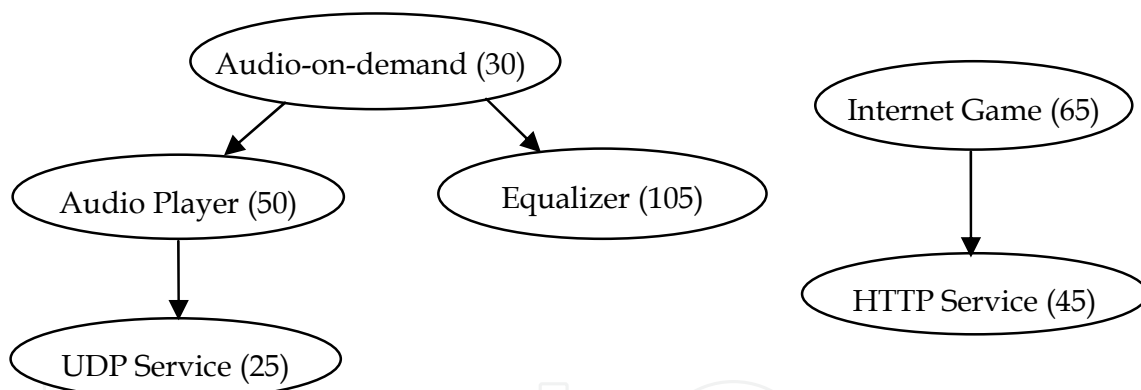 Audio-on-demand (30)
Internet Game (65)
Audio Player (50)
Equalizer (105)
HTTP Service (45)
UDP Service (25)